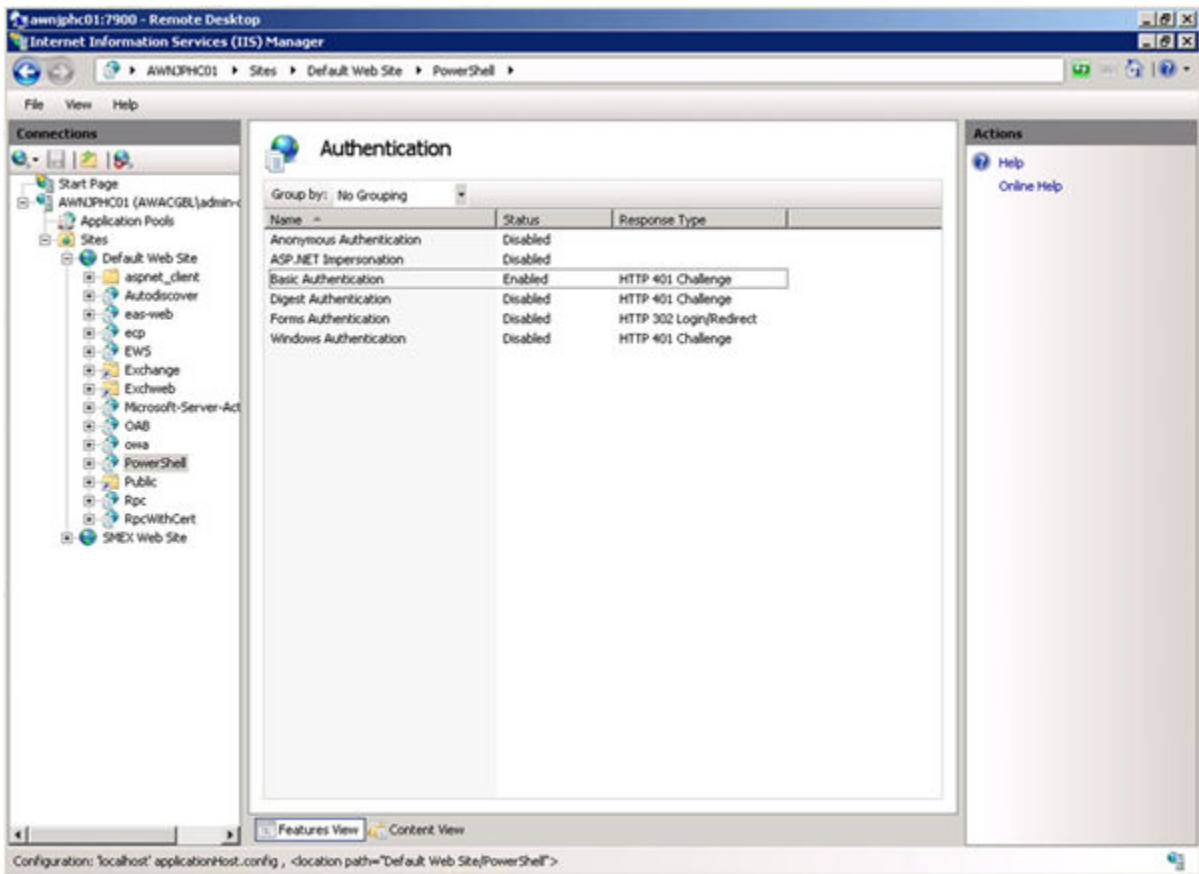 awnjphc01:7900 - Remote Desktop
Internet Information Services (IIS) Manager
AWNJPHC01 Sites Default Web Site PowerShell
File View Help
Connections
Start Page
AWNJPHC01 (AWACGBL\admin-c
Application Pools
Sites
Default Web Site
aspnet_client
Autodiscover
eas-web
ecp
EWS
Exchange
Exchweb
Microsoft-Server-Act
OAB
owa
PowerShell
Public
Rpc
RpcWithCert
SMEX Web Site
Authentication
Group by: No Grouping
Name Status Response Type
Anonymous Authentication Disabled
ASP.NET Impersonation Disabled
Basic Authentication Enabled HTTP 401 Challenge
Digest Authentication Disabled HTTP 401 Challenge
Forms Authentication Disabled HTTP 302 Login/Redirect
Windows Authentication Disabled HTTP 401 Challenge
Features View Content View
Actions
Help
Online Help
Configuration: 'localhost' applicationHost.config , <location path="Default Web Site/PowerShell">